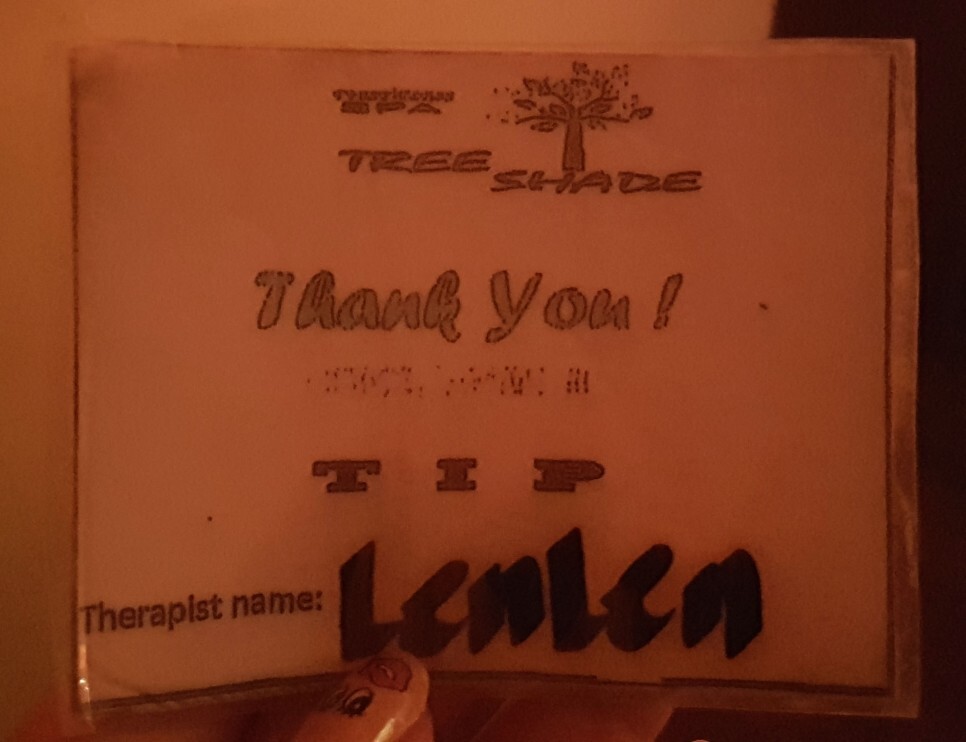 SPA
TREE SHADE
Thank You !
TIP
Therapist name: LenLen